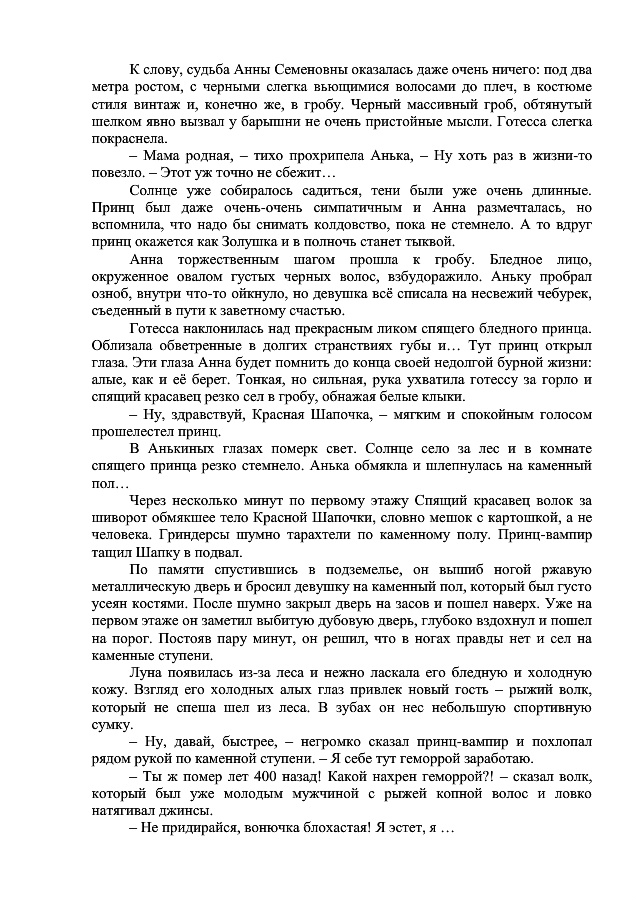 К слову, судьба Анны Семеновны оказалась даже очень ничего: под два
метра ростом, с черными слегка вьющимися волосами до плеч, в костюме
стиля винтаж и, конечно же, в гробу. Черный массивный гроб, обтянутый
шелком явно вызвал у барышни не очень пристойные мысли. Готесса слегка
покраснела.
– Мама родная, – тихо прохрипела Анька, – Ну хоть раз в жизни-то
повезло. – Этот уж точно не сбежит…
Солнце уже собиралось садиться, тени были уже очень длинные.
Принц был даже очень-очень симпатичным и Анна размечталась, но
вспомнила, что надо бы снимать колдовство, пока не стемнело. А то вдруг
принц окажется как Золушка и в полночь станет тыквой.
Анна торжественным шагом прошла к гробу. Бледное лицо,
окруженное овалом густых черных волос, взбудоражило. Аньку пробрал
озноб, внутри что-то ойкнуло, но девушка всё списала на несвежий чебурек,
съеденный в пути к заветному счастью.
Готесса наклонилась над прекрасным ликом спящего бледного принца.
Облизала обветренные в долгих странствиях губы и… Тут принц открыл
глаза. Эти глаза Анна будет помнить до конца своей недолгой бурной жизни:
алые, как и её берет. Тонкая, но сильная, рука ухватила готессу за горло и
спящий красавец резко сел в гробу, обнажая белые клыки.
– Ну, здравствуй, Красная Шапочка, – мягким и спокойным голосом
прошелестел принц.
В Анькиных глазах померк свет. Солнце село за лес и в комнате
спящего принца резко стемнело. Анька обмякла и шлепнулась на каменный
пол…
Через несколько минут по первому этажу Спящий красавец волок за
шиворот обмякшее тело Красной Шапочки, словно мешок с картошкой, а не
человека. Гриндерсы шумно тарахтели по каменному полу. Принц-вампир
тащил Шапку в подвал.
По памяти спустившись в подземелье, он вышиб ногой ржавую
металлическую дверь и бросил девушку на каменный пол, который был густо
усеян костями. После шумно закрыл дверь на засов и пошел наверх. Уже на
первом этаже он заметил выбитую дубовую дверь, глубоко вздохнул и пошел
на порог. Постояв пару минут, он решил, что в ногах правды нет и сел на
каменные ступени.
Луна появилась из-за леса и нежно ласкала его бледную и холодную
кожу. Взгляд его холодных алых глаз привлек новый гость – рыжий волк,
который не спеша шел из леса. В зубах он нес небольшую спортивную
сумку.
– Ну, давай, быстрее, – негромко сказал принц-вампир и похлопал
рядом рукой по каменной ступени. – Я себе тут геморрой заработаю.
– Ты ж помер лет 400 назад! Какой нахрен геморрой?! – сказал волк,
который был уже молодым мужчиной с рыжей копной волос и ловко
натягивал джинсы.
– Не придирайся, вонючка блохастая! Я эстет, я …